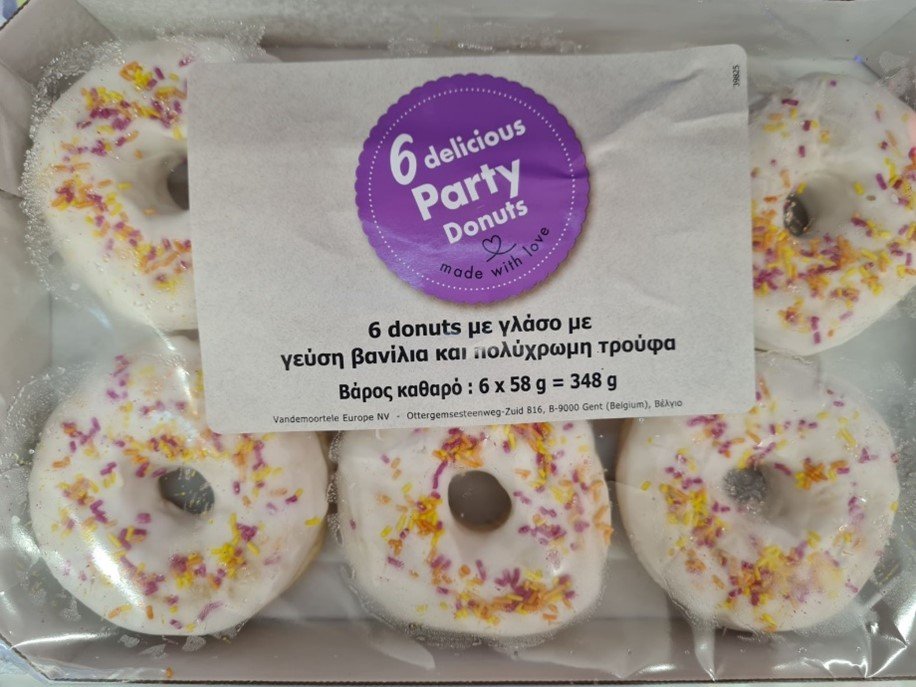 39825
6 delicious
Party
Donuts
made with love
6 donuts με γλάσο με
γεύση βανίλια και πολύχρωμη τρούφα
Βάρος καθαρό : 6 x 58 g = 348 g
Vandemoortele Europe NV - Ottergemsesteenweg-Zuid 816, B-9000 Gent (Belgium), Βέλγιο